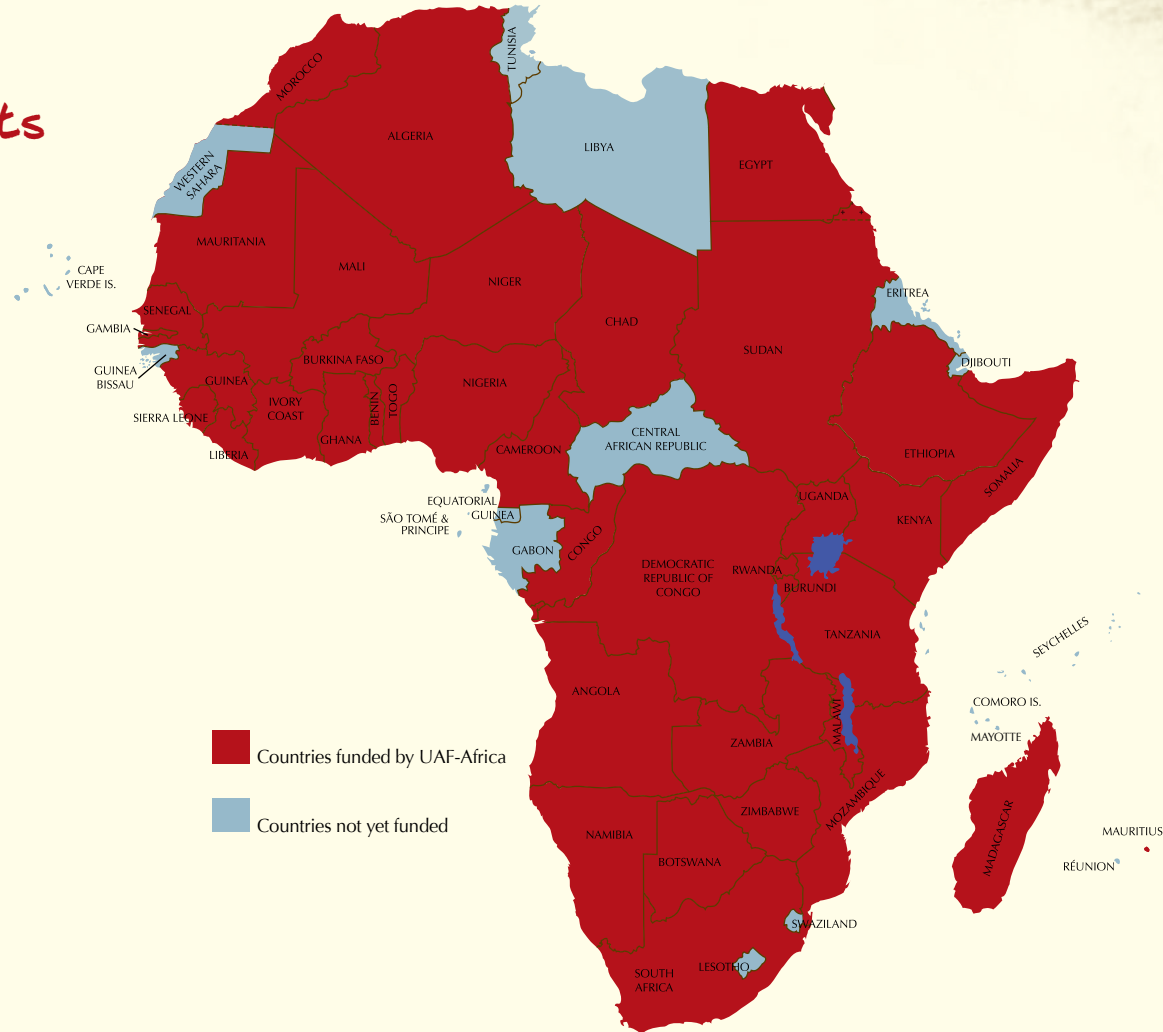 ts
TUNISIA
MOROCCO
ALGERIA
LIBYA
EGYPT
WESTERN
SAHARA
MAURITANIA
MALI
NIGER
CHAD
SUDAN
ERITREA
CAPE
VERDE IS.
SENEGAL
GAMBIA
GUINEA
BISSAU
GUINEA
BURKINA FASO
NIGERIA
DJIBOUTI
SIERRA LEONE
IVORY
COAST
GHANA
BENIN
TOGO
LIBERIA
CAMEROON
CENTRAL
AFRICAN REPUBLIC
ETHIOPIA
SOMALIA
EQUATORIAL
GUINEA
SÃO TOMÉ &
PRINCIPE
GABON
CONGO
UGANDA
KENYA
DEMOCRATIC
REPUBLIC OF
CONGO
RWANDA
BURUNDI
TANZANIA
SEYCHELLES
ANGOLA
ZAMBIA
MALAWI
COMORO IS.
MAYOTTE
MOZAMBIQUE
MADAGASCAR
MAURITIUS
RÉUNION
Countries funded by UAF-Africa
Countries not yet funded
NAMIBIA
ZIMBABWE
BOTSWANA
SWAZILAND
LESOTHO
SOUTH
AFRICA